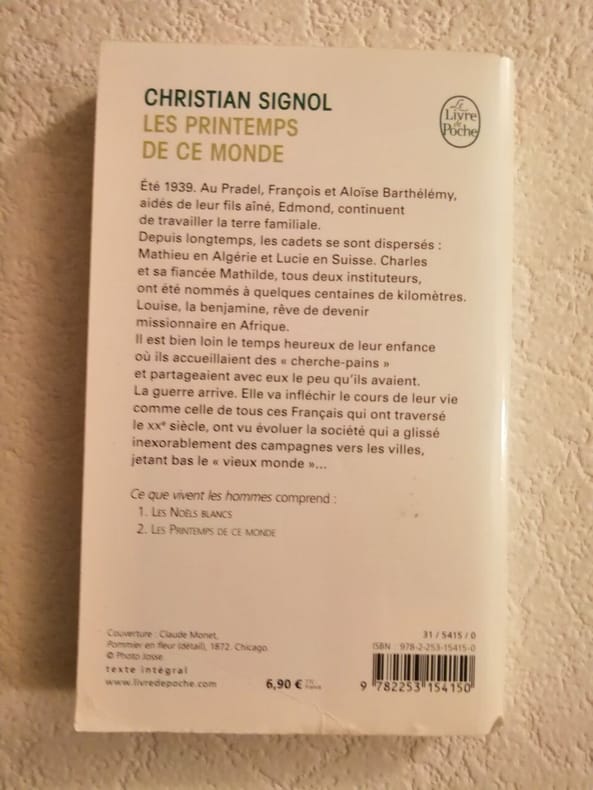 CHRISTIAN SIGNOL
LES PRINTEMPS
DE CE MONDE
Le
Livre
de
Poche
Été 1939. Au Pradel, François et Aloïse Barthélémy,
aidés de leur fils aîné, Edmond, continuent
de travailler la terre familiale.
Depuis longtemps, les cadets se sont dispersés :
Mathieu en Algérie et Lucie en Suisse. Charles
et sa fiancée Mathilde, tous deux instituteurs,
ont été nommés à quelques centaines de kilomètres.
Louise, la benjamine, rêve de devenir
missionnaire en Afrique.
Il est bien loin le temps heureux de leur enfance
où ils accueillaient des « cherche-pains »
et partageaient avec eux le peu qu'ils avaient.
La guerre arrive. Elle va infléchir le cours de leur vie
comme celle de tous ces Français qui ont traversé
le XXe siècle, ont vu évoluer la société qui a glissé
inexorablement des campagnes vers les villes,
jetant bas le « vieux monde »...
Ce que vivent les hommes comprend :
1. LES NOËLS BLANCS
2. LES PRINTEMPS DE CE MONDE
Couverture : Claude Monet,
Pommier en fleur (détail), 1872. Chicago.
© Photo Josse.
texte intégral
www.livredepoche.com
6,90 € TTC
France
31 / 5415 / 0
ISBN : 978-2-253-15415-0
9 782253 154150